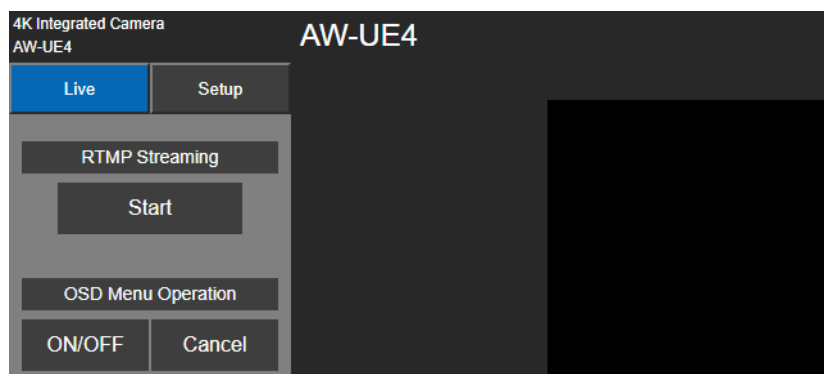 4K Integrated Camera
AW-UE4
AW-UE4
Live Setup
RTMP Streaming
Start
OSD Menu Operation
ON/OFF Cancel